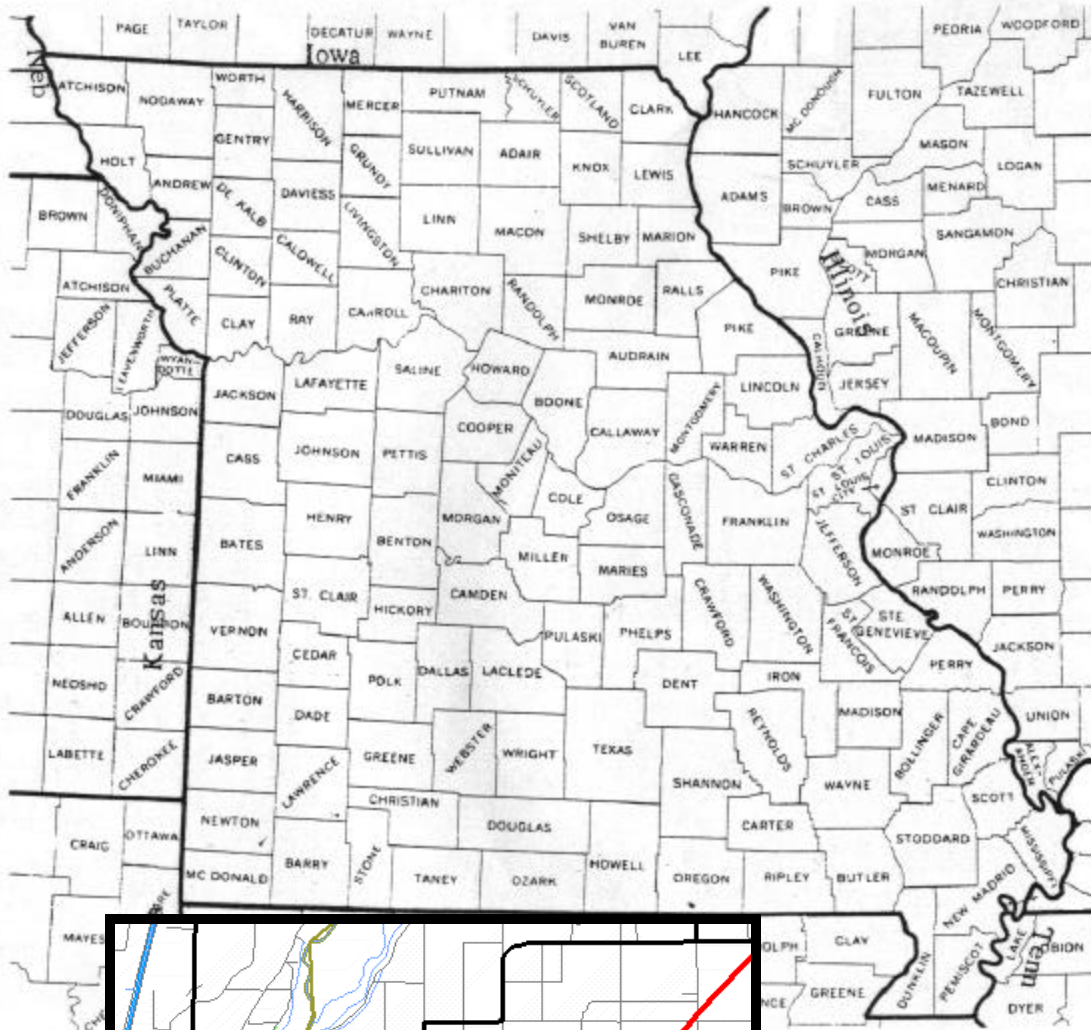 PAGE TAYLOR DECATUR WAYNE DAVIS VAN BUREN LEE PEORIA WOODFORD
Iowa
Neb
ATCHISON NODAWAY WORTH HARRISON MERCER PUTNAM SCHUYLER SCOTLAND CLARK HANCOCK MC DONOUGH FULTON TAZEWELL
GENTRY GRUNDY SULLIVAN ADAIR KNOX LEWIS ADAMS SCHUYLER MASON LOGAN
HOLT ANDREW DE KALB DAVIESS LIVINGSTON LINN MACON SHELBY MARION BROWN CASS MENARD
BROWN DONIPHAN BUCHANAN CLINTON CALDWELL PIKE SCOTT MORGAN SANGAMON CHRISTIAN
Illinois
ATCHISON PLATTE CLAY RAY CARROLL CHARITON RANDOLPH MONROE RALLS PIKE GREENE MACOUPIN MONTGOMERY
JEFFERSON LEAVENWORTH WYAN-DOTTE AUDRAIN CALHOUN
JACKSON LAFAYETTE SALINE HOWARD BOONE LINCOLN JERSEY
DOUGLAS JOHNSON COOPER CALLAWAY MONTGOMERY WARREN ST CHARLES ST LOUIS MADISON BOND
FRANKLIN MIAMI CASS JOHNSON PETTIS MONITEAU COLE ST LOUIS CITY CLINTON
HENRY MORGAN OSAGE GASCONADE FRANKLIN JEFFERSON ST CLAIR WASHINGTON
ANDERSON LINN BATES BENTON MILLER MARIES MONROE
ST. CLAIR HICKORY CAMDEN CRAWFORD WASHINGTON RANDOLPH PERRY
ALLEN BOURBON VERNON PULASKI PHELPS ST. FRANCOIS STE. GENEVIEVE
Kansas
CEDAR POLK DALLAS LACLEDE DENT IRON PERRY JACKSON
NEOSHO CRAWFORD BARTON DADE REYNOLDS MADISON BOLLINGER CAPE GIRARDEAU UNION
LABETTE CHEROKEE JASPER LAWRENCE GREENE WEBSTER WRIGHT TEXAS SHANNON WAYNE ALEX-ANDER PULASKI
NEWTON CHRISTIAN DOUGLAS CARTER SCOTT
CRAIG OTTAWA STODDARD MISSISSIPPI
MC DONALD BARRY STONE TANEY OZARK HOWELL OREGON RIPLEY BUTLER NEW MADRID
MAYES
OLPH CLAY DUNKLIN PEMISCOT LAKE OBION
Tenn
NCE GREENE DYER